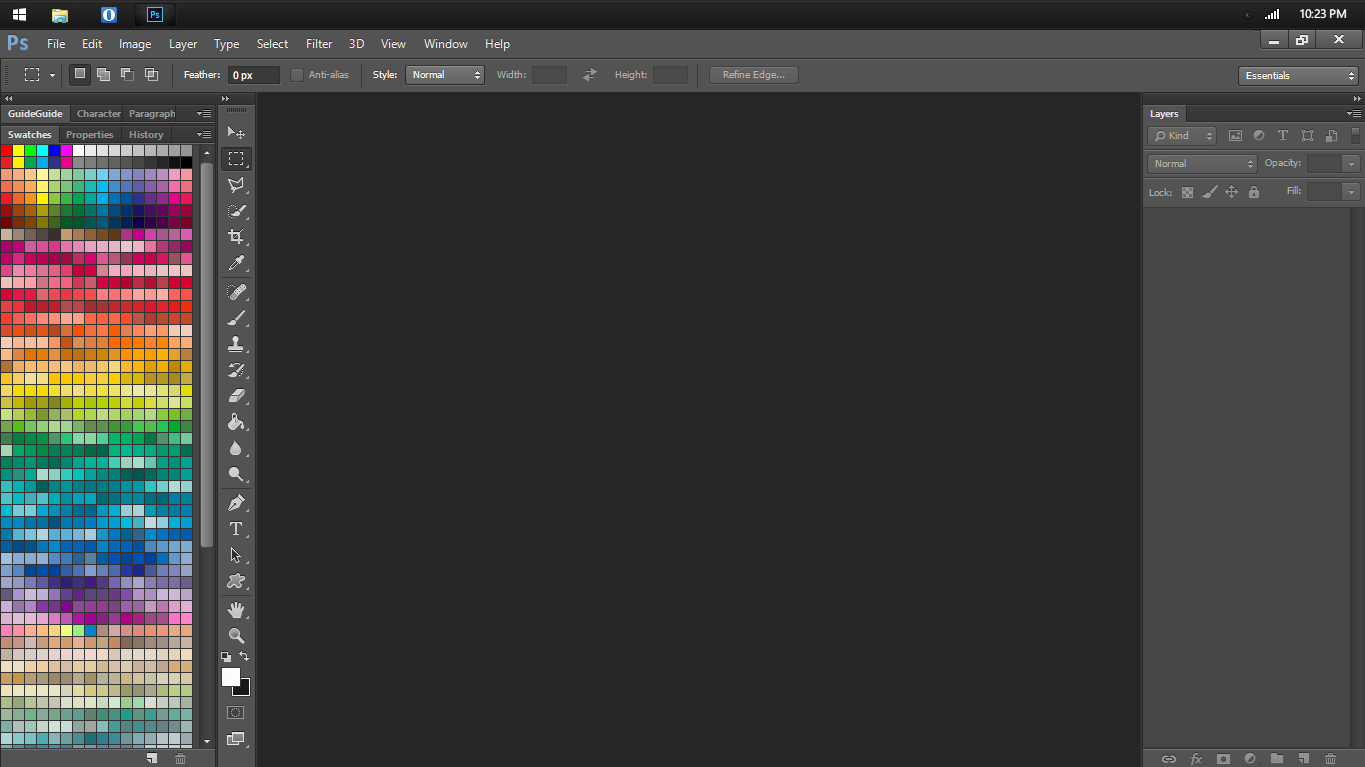 Ps 10:23 PM
Ps File Edit Image Layer Type Select Filter 3D View Window Help
Feather: 0 px Anti-alias Style: Normal Width: Height: Refine Edge... Essentials
GuideGuide Character Paragraph Layers
Swatches Properties History Kind
Normal Opacity:
Lock: Fill:
T
fx